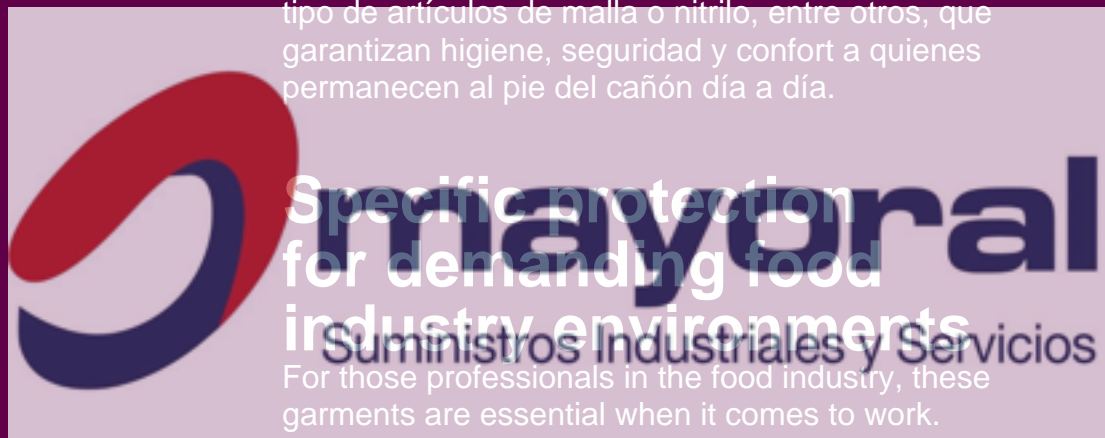 tipo de artículos de malla o nitrilo, entre otros, que
garantizan higiene, seguridad y confort a quienes
permanecen al pie del cañón día a día.
Specific protection
mayoral
for demanding food
industry environments
Suministros Industriales y Servicios
For those professionals in the food industry, these
garments are essential when it comes to work.